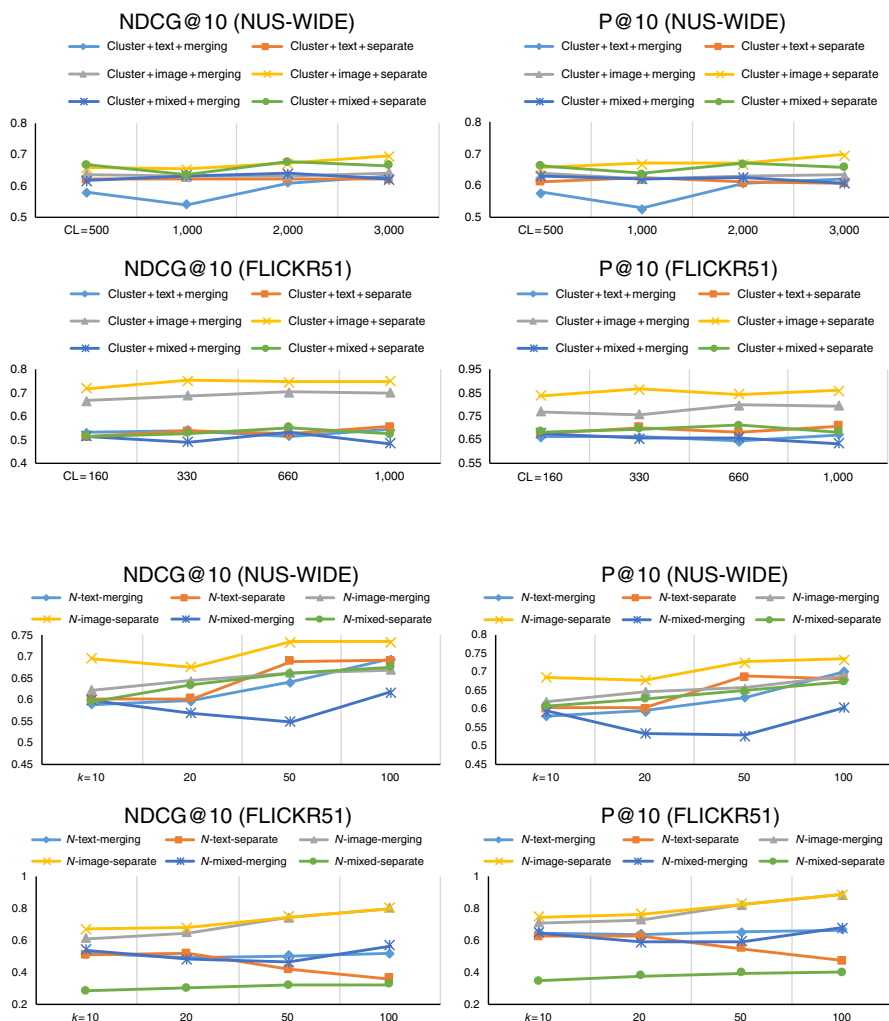 NDCG@10 (NUS-WIDE)
Cluster+text+merging Cluster+text+separate
Cluster+image+merging Cluster+image+separate
Cluster+mixed+merging Cluster+mixed+separate
0.8
0.7
0.6
0.5
CL=500 1,000 2,000 3,000
P@10 (NUS-WIDE)
Cluster+text+merging Cluster+text+separate
Cluster+image+merging Cluster+image+separate
Cluster+mixed+merging Cluster+mixed+separate
0.8
0.7
0.6
0.5
CL=500 1,000 2,000 3,000
NDCG@10 (FLICKR51)
Cluster+text+merging Cluster+text+separate
Cluster+image+merging Cluster+image+separate
Cluster+mixed+merging Cluster+mixed+separate
0.8
0.7
0.6
0.5
0.4
CL=160 330 660 1,000
P@10 (FLICKR51)
Cluster+text+merging Cluster+text+separate
Cluster+image+merging Cluster+image+separate
Cluster+mixed+merging Cluster+mixed+separate
0.95
0.85
0.75
0.65
0.55
CL=160 330 660 1,000
NDCG@10 (NUS-WIDE)
N-text-merging N-text-separate N-image-merging
N-image-separate N-mixed-merging N-mixed-separate
0.75
0.7
0.65
0.6
0.55
0.5
0.45
k=10 20 50 100
P@10 (NUS-WIDE)
N-text-merging N-text-separate N-image-merging
N-image-separate N-mixed-merging N-mixed-separate
0.8
0.75
0.7
0.65
0.6
0.55
0.5
0.45
k=10 20 50 100
NDCG@10 (FLICKR51)
N-text-merging N-text-separate N-image-merging
N-image-separate N-mixed-merging N-mixed-separate
1
0.8
0.6
0.4
0.2
k=10 20 50 100
P@10 (FLICKR51)
N-text-merging N-text-separate N-image-merging
N-image-separate N-mixed-merging N-mixed-separate
1
0.8
0.6
0.4
0.2
k=10 20 50 100